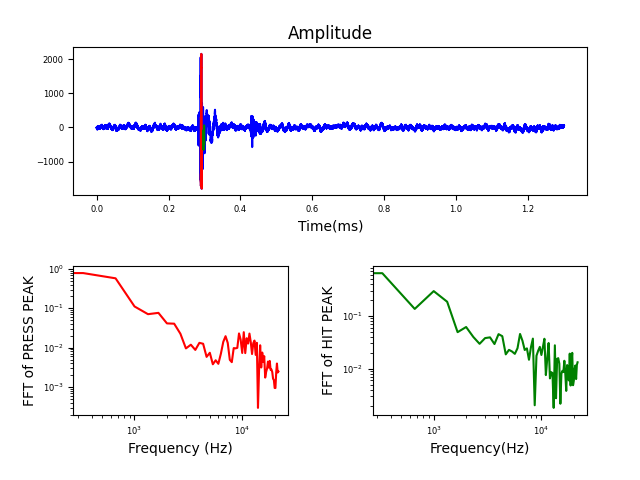 Amplitude
2000
1000
0
−1000
0.0 0.2 0.4 0.6 0.8 1.0 1.2
Time(ms)
FFT of PRESS PEAK
10⁰
10⁻¹
10⁻²
10⁻³
10³ 10⁴
Frequency (Hz)
FFT of HIT PEAK
10⁻¹
10⁻²
10³ 10⁴
Frequency(Hz)